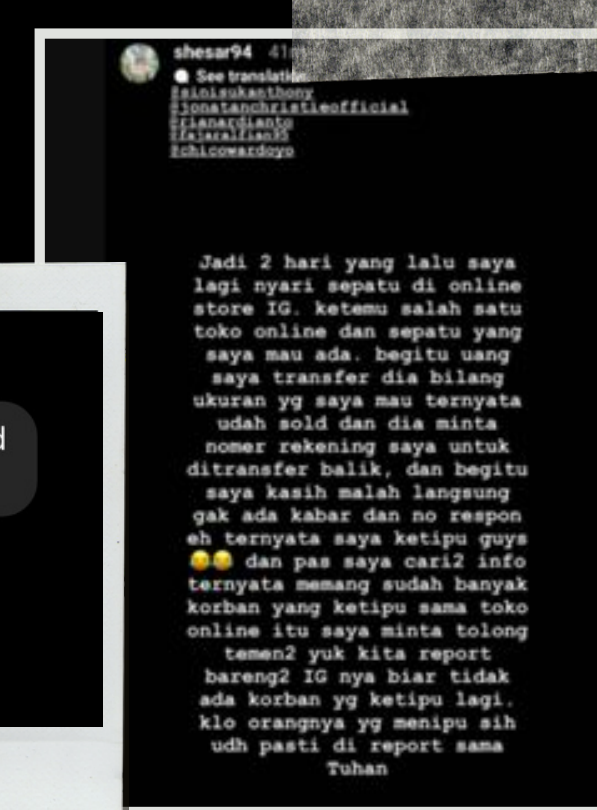 shesar94 41m
See translation
@sinisukanthony
@jonatanchristieofficial
@rianardianto
@fajaralfian95
@chicowardoyo
Jadi 2 hari yang lalu saya
lagi nyari sepatu di online
store IG. ketemu salah satu
toko online dan sepatu yang
saya mau ada. begitu uang
saya transfer dia bilang
ukuran yg saya mau ternyata
udah sold dan dia minta
nomer rekening saya untuk
ditransfer balik, dan begitu
saya kasih malah langsung
gak ada kabar dan no respon
eh ternyata saya ketipu guys
dan pas saya cari2 info
ternyata memang sudah banyak
korban yang ketipu sama toko
online itu saya minta tolong
temen2 yuk kita report
bareng2 IG nya biar tidak
ada korban yg ketipu lagi.
klo orangnya yg menipu sih
udh pasti di report sama
Tuhan